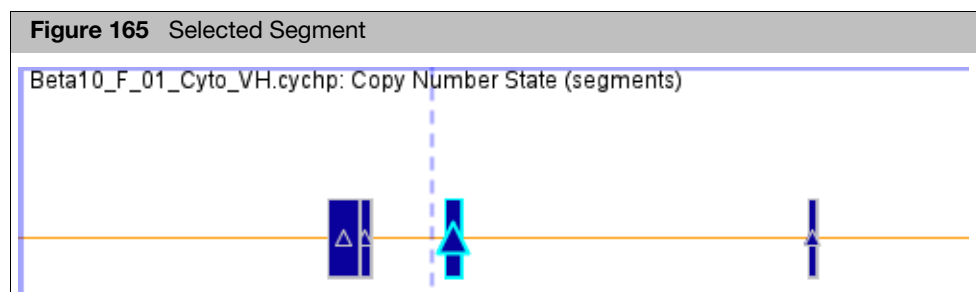 Figure 165 Selected Segment
Beta10_F_01_Cyto_VH.cychp: Copy Number State (segments)